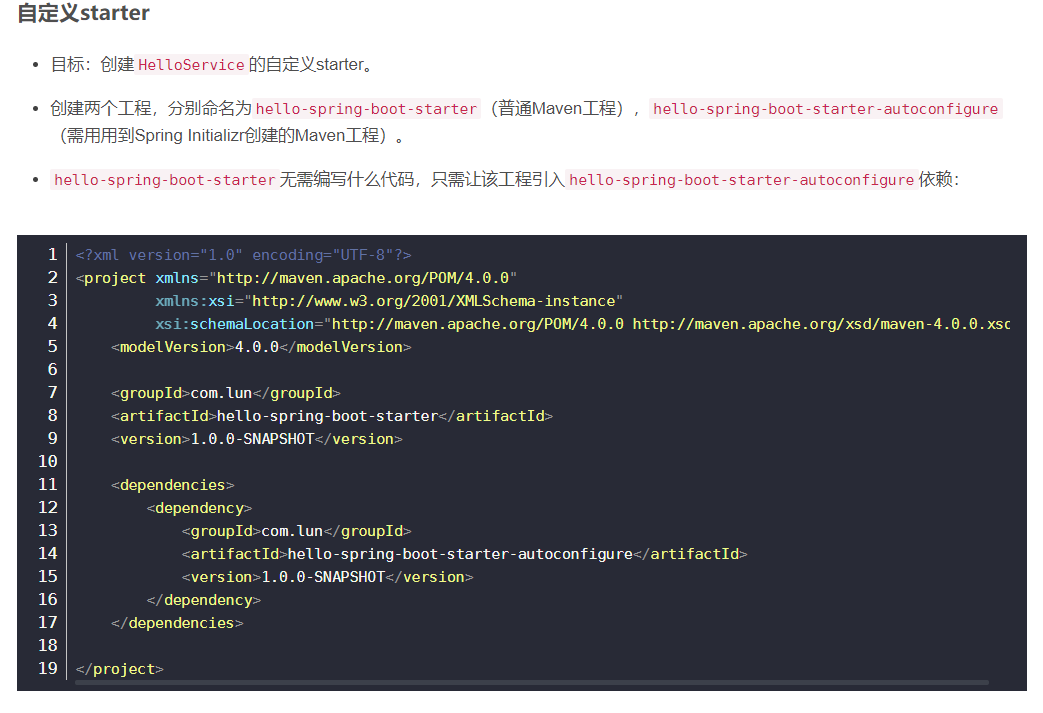 自定义starter
目标：创建HelloService的自定义starter。
创建两个工程，分别命名为hello-spring-boot-starter（普通Maven工程），hello-spring-boot-starter-autoconfigure
（需用用到Spring Initializr创建的Maven工程）。
hello-spring-boot-starter无需编写什么代码，只需让该工程引入hello-spring-boot-starter-autoconfigure依赖：
1 <?xml version="1.0" encoding="UTF-8"?>
2 <project xmlns="http://maven.apache.org/POM/4.0.0"
3          xmlns:xsi="http://www.w3.org/2001/XMLSchema-instance"
4          xsi:schemaLocation="http://maven.apache.org/POM/4.0.0 http://maven.apache.org/xsd/maven-4.0.0.xsd
5     <modelVersion>4.0.0</modelVersion>
6
7     <groupId>com.lun</groupId>
8     <artifactId>hello-spring-boot-starter</artifactId>
9     <version>1.0.0-SNAPSHOT</version>
10
11     <dependencies>
12         <dependency>
13             <groupId>com.lun</groupId>
14             <artifactId>hello-spring-boot-starter-autoconfigure</artifactId>
15             <version>1.0.0-SNAPSHOT</version>
16         </dependency>
17     </dependencies>
18
19 </project>